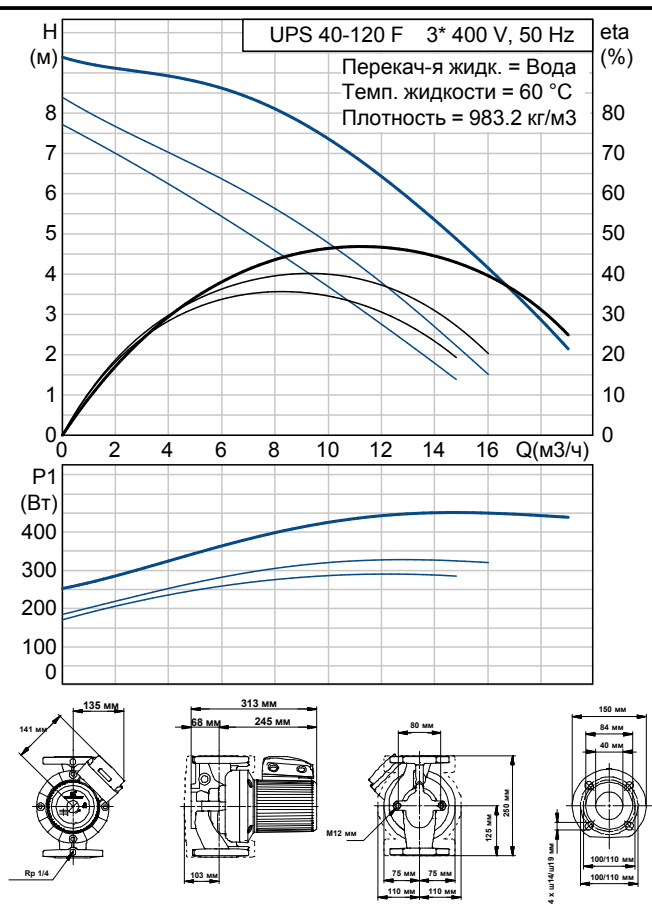 H
(м)
UPS 40-120 F 3* 400 V, 50 Hz
eta
(%)
Перекач-я жидк. = Вода
Темп. жидкости = 60 °C
Плотность = 983.2 кг/м3
8
7
6
5
4
3
2
1
0
80
70
60
50
40
30
20
10
0
0
2
4
6
8
10
12
14
16
Q(м3/ч)
P1
(Вт)
400
300
200
100
0
135 мм
141 мм
Rp 1/4
313 мм
68 мм
245 мм
103 мм
80 мм
M12 мм
250 мм
125 мм
75 мм
75 мм
110 мм
110 мм
150 мм
84 мм
40 мм
4 x ш14/ш19 мм
100/110 мм
100/110 мм